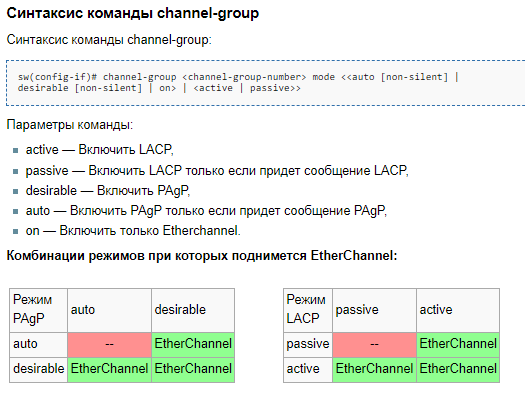 Синтаксис команды channel-group
Синтаксис команды channel-group:
sw(config-if)# channel-group <channel-group-number> mode <<auto [non-silent] |
desirable [non-silent] | on> | <active | passive>>
Параметры команды:
active — Включить LACP,
passive — Включить LACP только если придет сообщение LACP,
desirable — Включить PAgP,
auto — Включить PAgP только если придет сообщение PAgP,
on — Включить только Etherchannel.
Комбинации режимов при которых поднимется EtherChannel:
Режим PAgP auto desirable
auto -- EtherChannel
desirable EtherChannel EtherChannel
Режим LACP passive active
passive -- EtherChannel
active EtherChannel EtherChannel